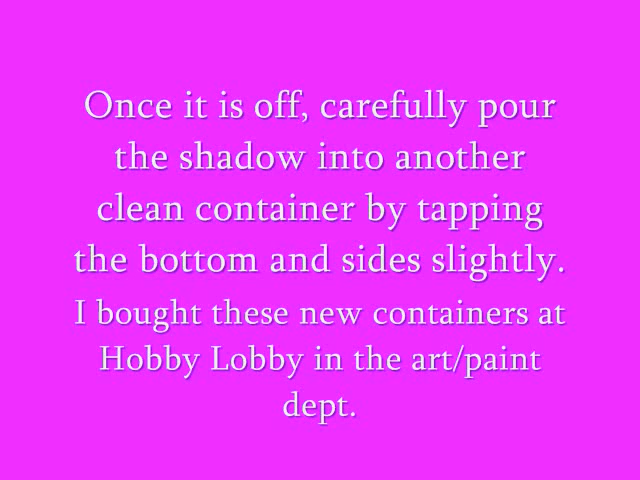 Once it is off, carefully pour
the shadow into another
clean container by tapping
the bottom and sides slightly.
I bought these new containers at
Hobby Lobby in the art/paint
dept.